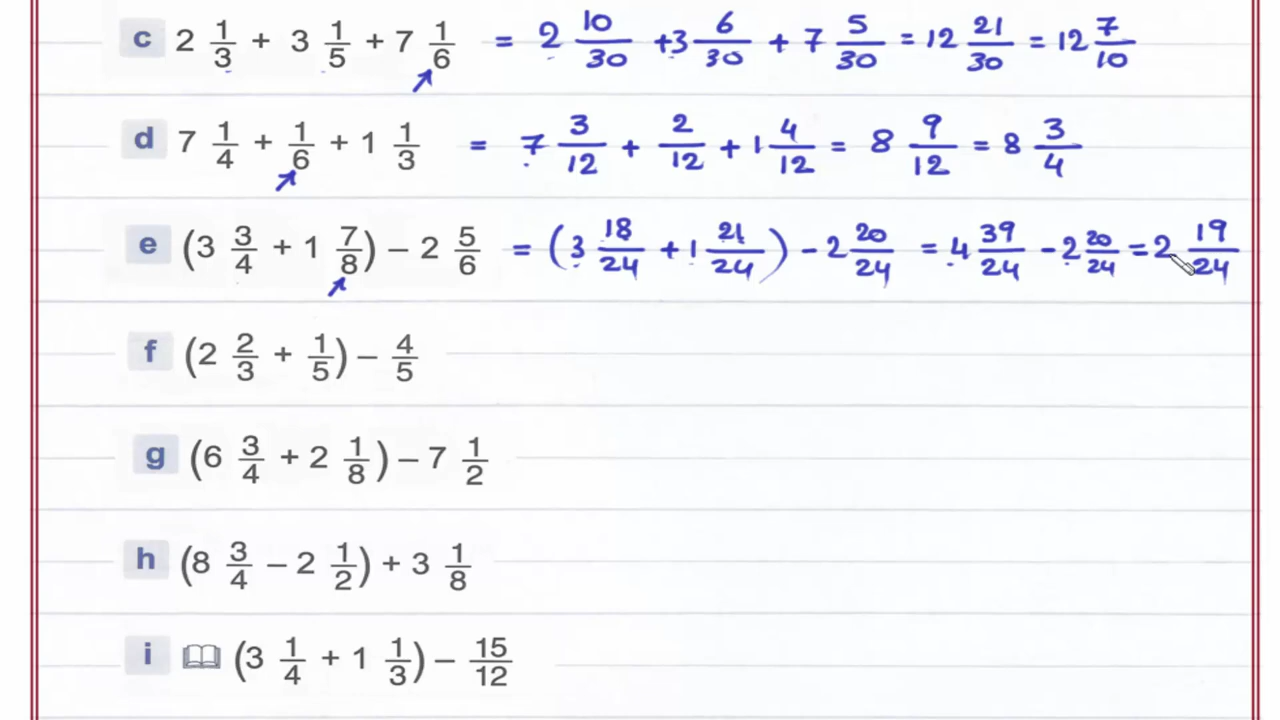 c 2 1/3 + 3 1/5 + 7 1/6 = 2 10/30 + 3 6/30 + 7 5/30 = 12 21/30 = 12 7/10
d 7 1/4 + 1/6 + 1 1/3 = 7 3/12 + 2/12 + 1 4/12 = 8 9/12 = 8 3/4
e (3 3/4 + 1 7/8) – 2 5/6 = (3 18/24 + 1 21/24) - 2 20/24 = 4 39/24 - 2 20/24 = 2 19/24
f (2 2/3 + 1/5) – 4/5
g (6 3/4 + 2 1/8) – 7 1/2
h (8 3/4 – 2 1/2) + 3 1/8
i (3 1/4 + 1 1/3) – 15/12